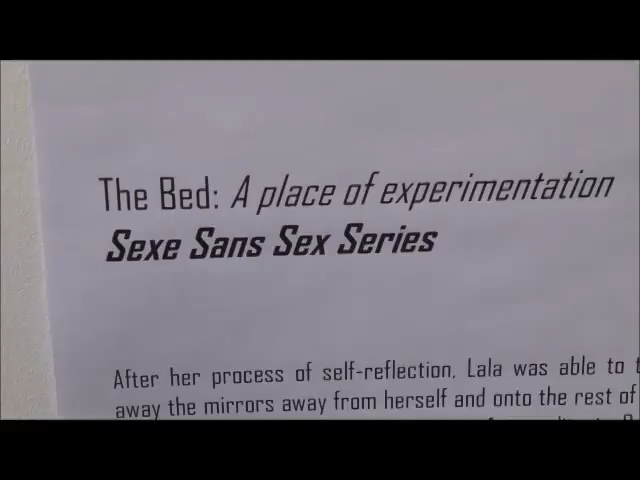 The Bed: A place of experimentation
Sexe Sans Sex Series
After her process of self-reflection, Lala was able to
away the mirrors away from herself and onto the rest of